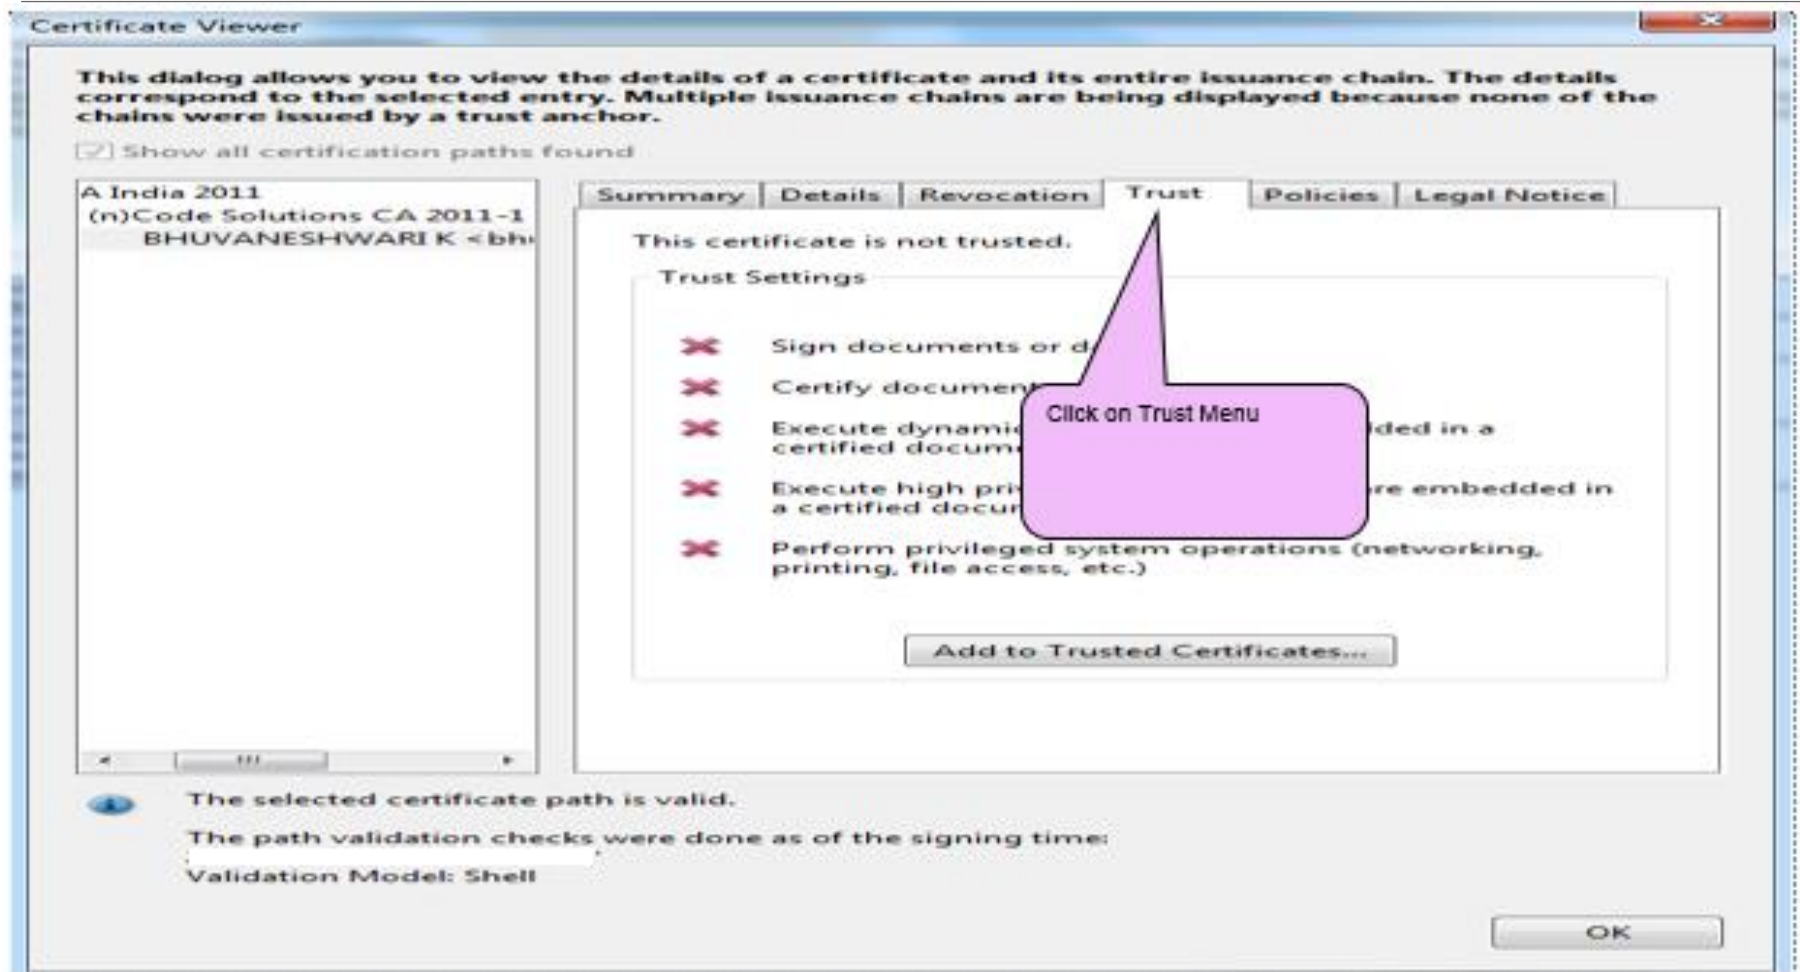 Certificate Viewer
This dialog allows you to view the details of a certificate and its entire issuance chain. The details
correspond to the selected entry. Multiple issuance chains are being displayed because none of the
chains were issued by a trust anchor.
Show all certification paths found
A India 2011
(n)Code Solutions CA 2011-1
BHUVANESHWARI K <bh
Summary Details Revocation Trust Policies Legal Notice
This certificate is not trusted.
Trust Settings
Sign documents or d
Certify document
Click on Trust Menu
Execute dynamic dded in a
certified docum
Execute high pri re embedded in
a certified docu
Perform privileged system operations (networking,
printing, file access, etc.)
Add to Trusted Certificates...
The selected certificate path is valid.
The path validation checks were done as of the signing time:
Validation Model: Shell
OK